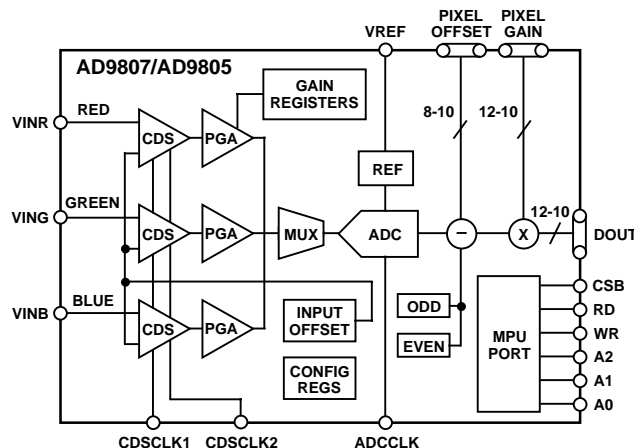 VREF
PIXEL OFFSET
PIXEL GAIN
AD9807/AD9805
GAIN REGISTERS
8-10
12-10
VINR
RED
CDS
PGA
REF
VING
GREEN
CDS
PGA
MUX
ADC
–
X
12-10
DOUT
VINB
BLUE
CDS
PGA
INPUT OFFSET
CONFIG REGS
ODD
EVEN
MPU PORT
CSB
RD
WR
A2
A1
A0
CDSCLK1
CDSCLK2
ADCCLK